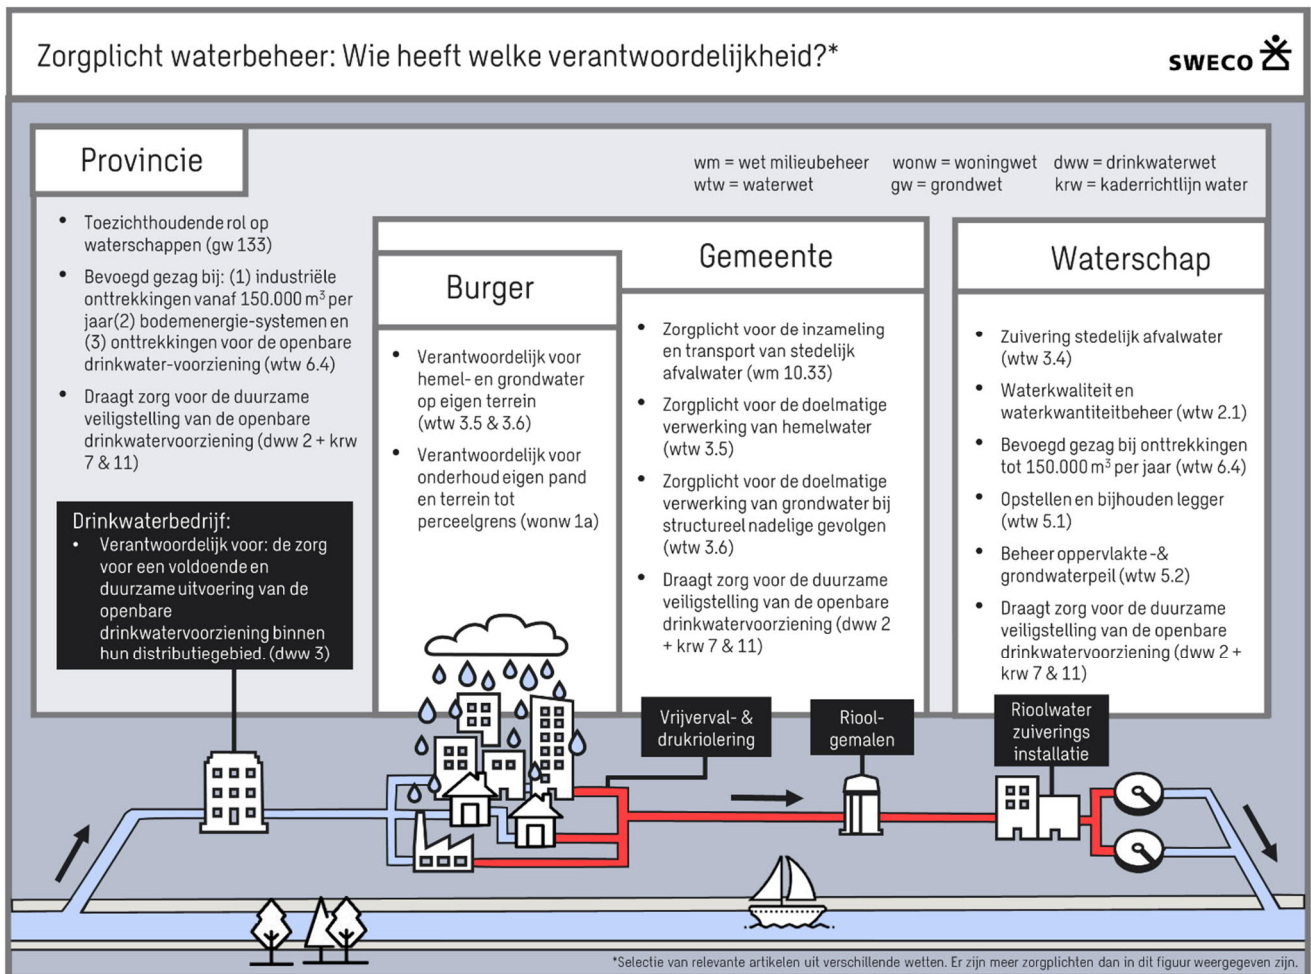 Zorgplicht waterbeheer: Wie heeft welke verantwoordelijkheid?*
SWECO
Provincie
wm = wet milieubeheer wonw = woningwet dww = drinkwaterwet
wtw = waterwet gw = grondwet krw = kaderrichtlijn water
• Toezichthoudende rol op
waterschappen (gw 133)
• Bevoegd gezag bij: (1) industriële
onttrekkingen vanaf 150.000 m³ per
jaar(2) bodemenergie-systemen en
(3) onttrekkingen voor de openbare
drinkwater-voorziening (wtw 6.4)
• Draagt zorg voor de duurzame
veiligstelling van de openbare
drinkwatervoorziening (dww 2 + krw
7 & 11)
Drinkwaterbedrijf:
• Verantwoordelijk voor: de zorg
voor een voldoende en
duurzame uitvoering van de
openbare
drinkwatervoorziening binnen
hun distributiegebied. (dww 3)
Burger
• Verantwoordelijk voor
hemel- en grondwater
op eigen terrein
(wtw 3.5 & 3.6)
• Verantwoordelijk voor
onderhoud eigen pand
en terrein tot
perceelgrens (wonw 1a)
Gemeente
• Zorgplicht voor de inzameling
en transport van stedelijk
afvalwater (wm 10.33)
• Zorgplicht voor de doelmatige
verwerking van hemelwater
(wtw 3.5)
• Zorgplicht voor de doelmatige
verwerking van grondwater bij
structureel nadelige gevolgen
(wtw 3.6)
• Draagt zorg voor de duurzame
veiligstelling van de openbare
drinkwatervoorziening (dww 2
+ krw 7 & 11)
Waterschap
• Zuivering stedelijk afvalwater
(wtw 3.4)
• Waterkwaliteit en
waterkwantiteitbeheer (wtw 2.1)
• Bevoegd gezag bij onttrekkingen
tot 150.000 m³ per jaar (wtw 6.4)
• Opstellen en bijhouden legger
(wtw 5.1)
• Beheer oppervlakte -&
grondwaterpeil (wtw 5.2)
• Draagt zorg voor de duurzame
veiligstelling van de openbare
drinkwatervoorziening (dww 2 +
krw 7 & 11)
Vrijverval- &
drukriolering
Riool-
gemalen
Rioolwater
zuiverings
installatie
*Selectie van relevante artikelen uit verschillende wetten. Er zijn meer zorgplichten dan in dit figuur weergegeven zijn.